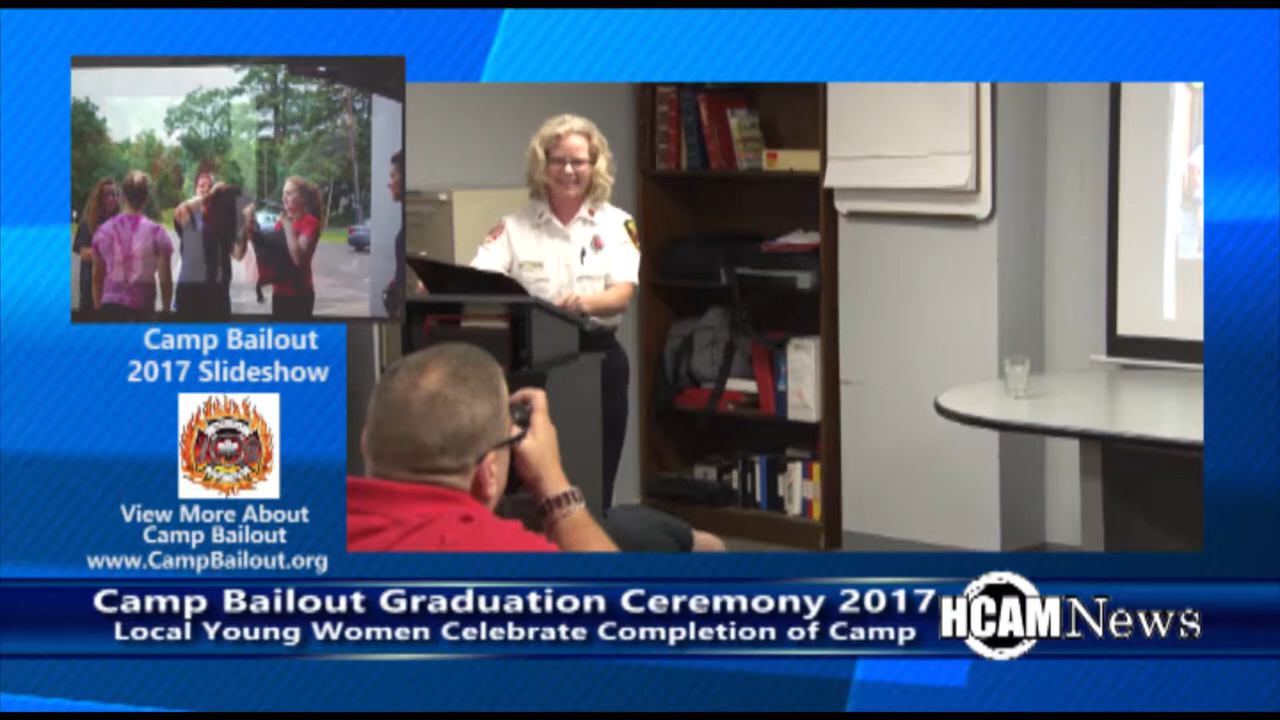 Camp Bailout
2017 Slideshow
View More About
Camp Bailout
www.CampBailout.org
Camp Bailout Graduation Ceremony 2017
Local Young Women Celebrate Completion of Camp
HCAM News